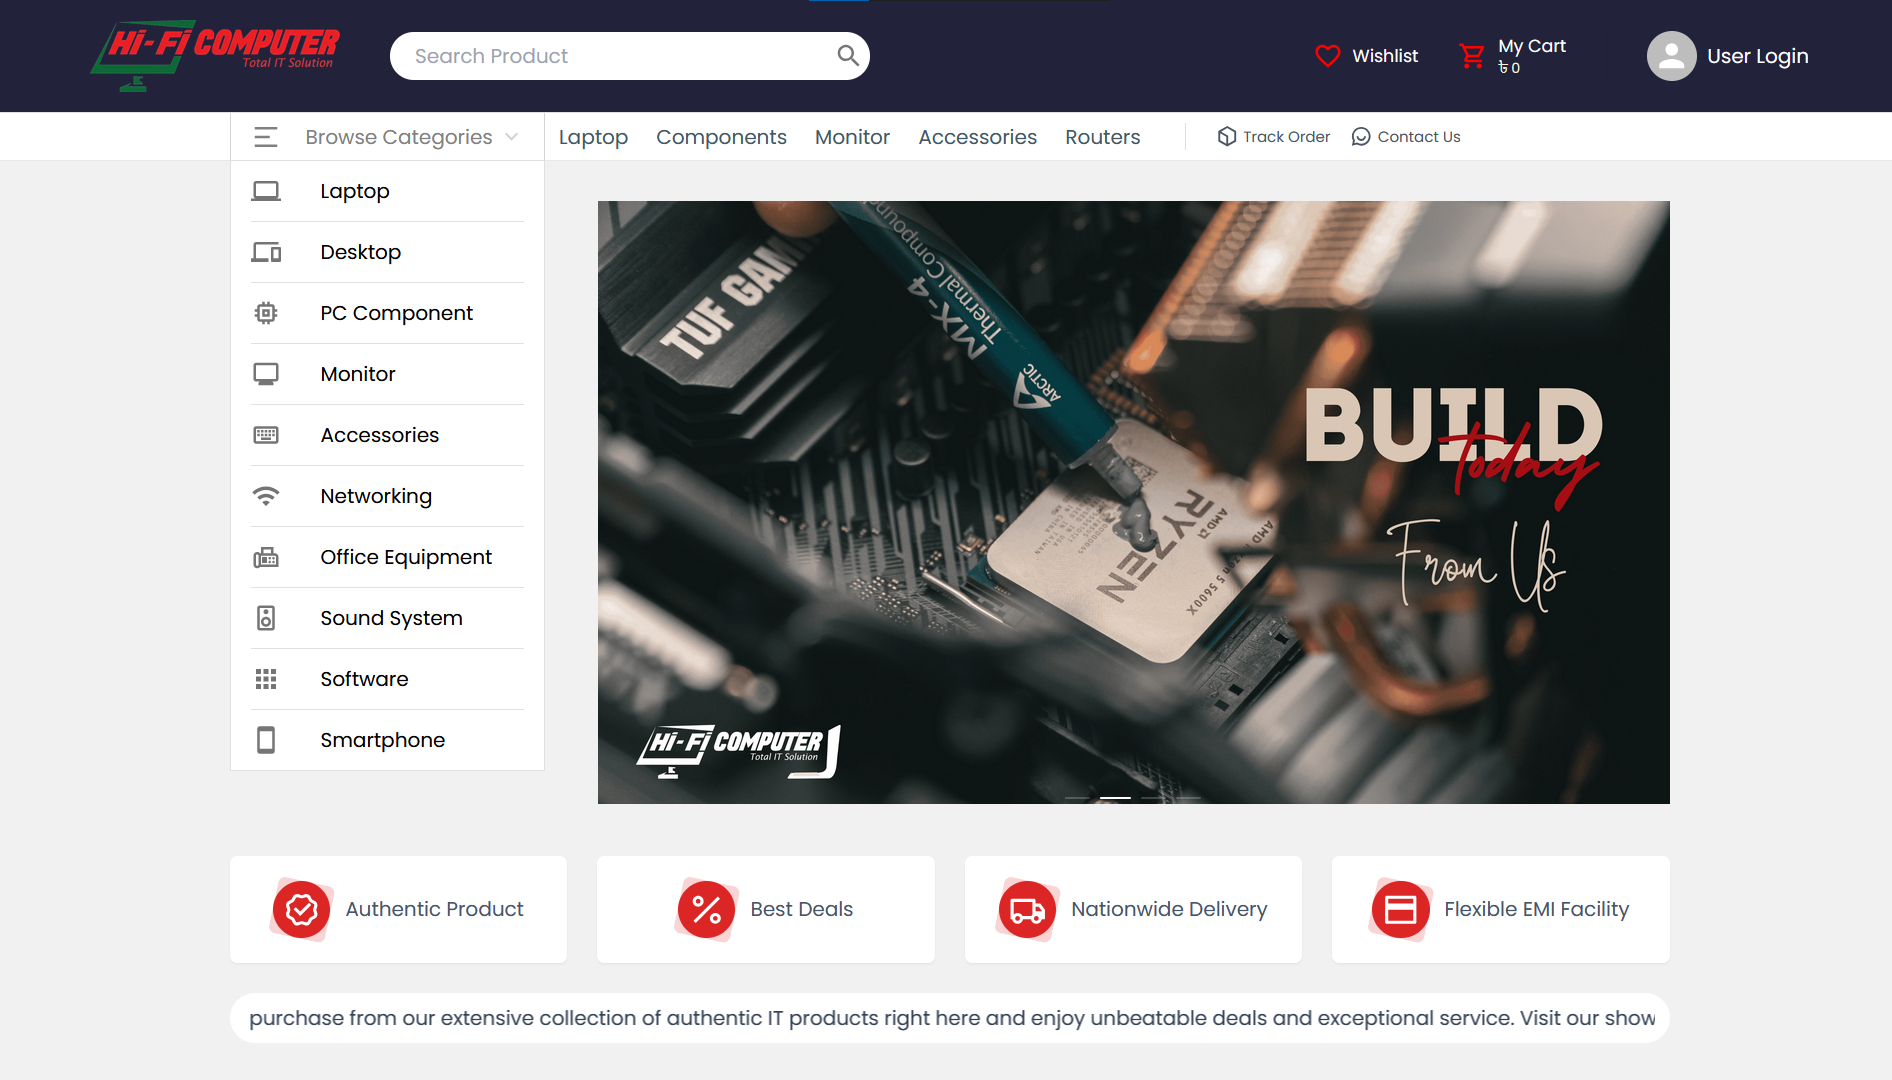 Hi-Fi COMPUTER
Total IT Solution
Search Product
Wishlist
My Cart
৳ 0
User Login
Browse Categories
Laptop
Components
Monitor
Accessories
Routers
Track Order
Contact Us
Laptop
Desktop
PC Component
Monitor
Accessories
Networking
Office Equipment
Sound System
Software
Smartphone
TUF GAM
Thermal Compound
MX-4
ARCTIC
AMD
RYZEN
5 5600X
BUILD
today
From Us
Hi-Fi COMPUTER
Total IT Solution
Authentic Product
Best Deals
Nationwide Delivery
Flexible EMI Facility
purchase from our extensive collection of authentic IT products right here and enjoy unbeatable deals and exceptional service. Visit our show